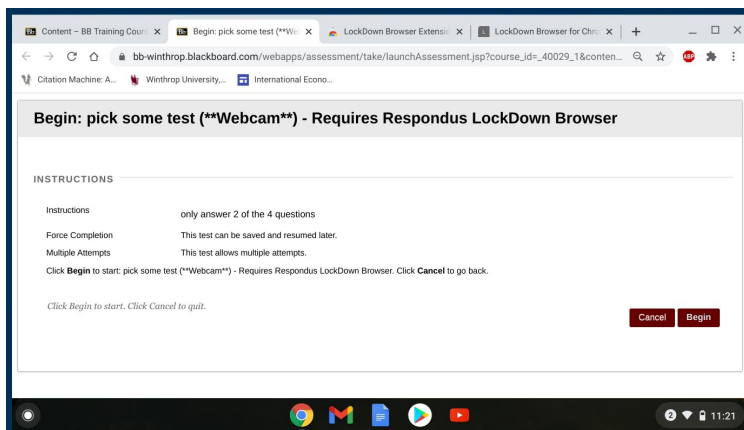 Content – BB Training Cours
Begin: pick some test (**We
LockDown Browser Extensio
LockDown Browser for Chro
bb-winthrop.blackboard.com/webapps/assessment/take/launchAssessment.jsp?course_id=_40029_1&conten...
ABP
Citation Machine: A...
Winthrop University,...
International Econo...
Begin: pick some test (**Webcam**) - Requires Respondus LockDown Browser
INSTRUCTIONS
Instructions only answer 2 of the 4 questions
Force Completion This test can be saved and resumed later.
Multiple Attempts This test allows multiple attempts.
Click Begin to start: pick some test (**Webcam**) - Requires Respondus LockDown Browser. Click Cancel to go back.
Click Begin to start. Click Cancel to quit.
Cancel Begin
2 11:21